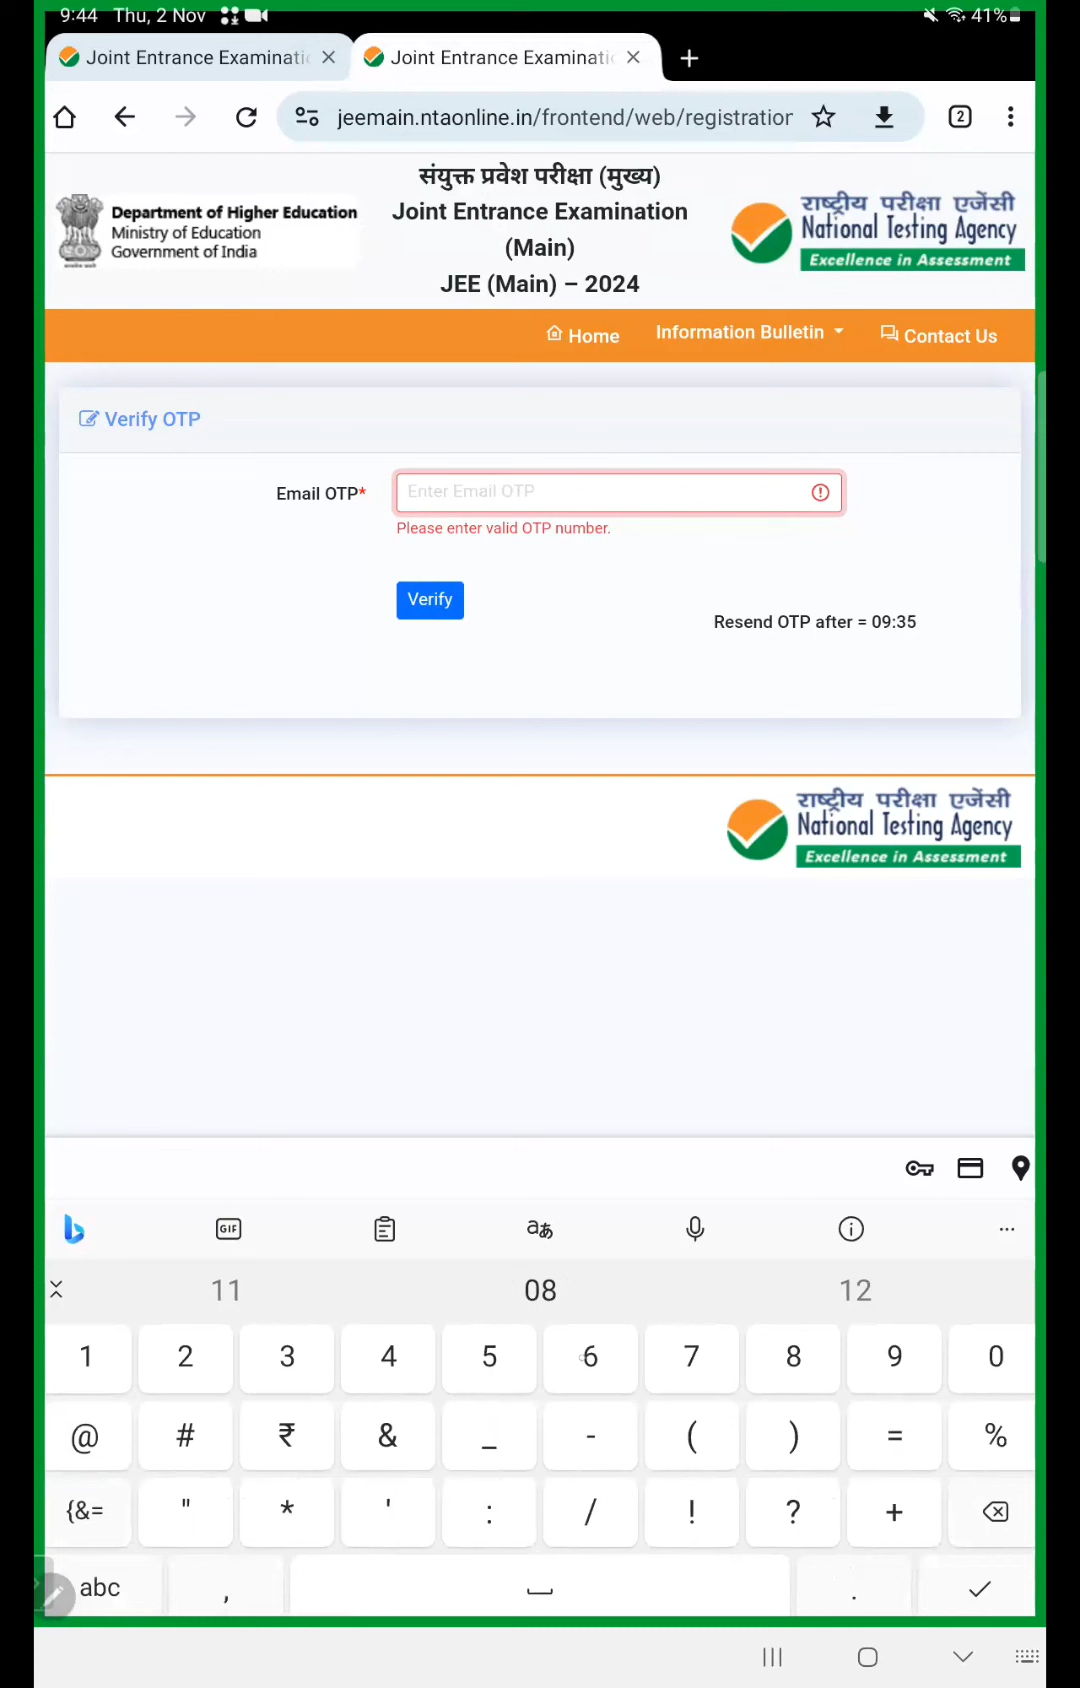 9:44 Thu, 2 Nov 41%
Joint Entrance Examinati Joint Entrance Examinati
jeemain.ntaonline.in/frontend/web/registration 2
संयुक्त प्रवेश परीक्षा (मुख्य)
Joint Entrance Examination
(Main)
JEE (Main) – 2024
Department of Higher Education
Ministry of Education
Government of India
राष्ट्रीय परीक्षा एजेंसी
National Testing Agency
Excellence in Assessment
Home Information Bulletin Contact Us
Verify OTP
Email OTP* Enter Email OTP
Please enter valid OTP number.
Verify
Resend OTP after = 09:35
राष्ट्रीय परीक्षा एजेंसी
National Testing Agency
Excellence in Assessment
GIF aあ ...
11 08 12
1 2 3 4 5 6 7 8 9 0
@ # ₹ & _ - ( ) = %
{&= " * ' : / ! ? +
abc , .